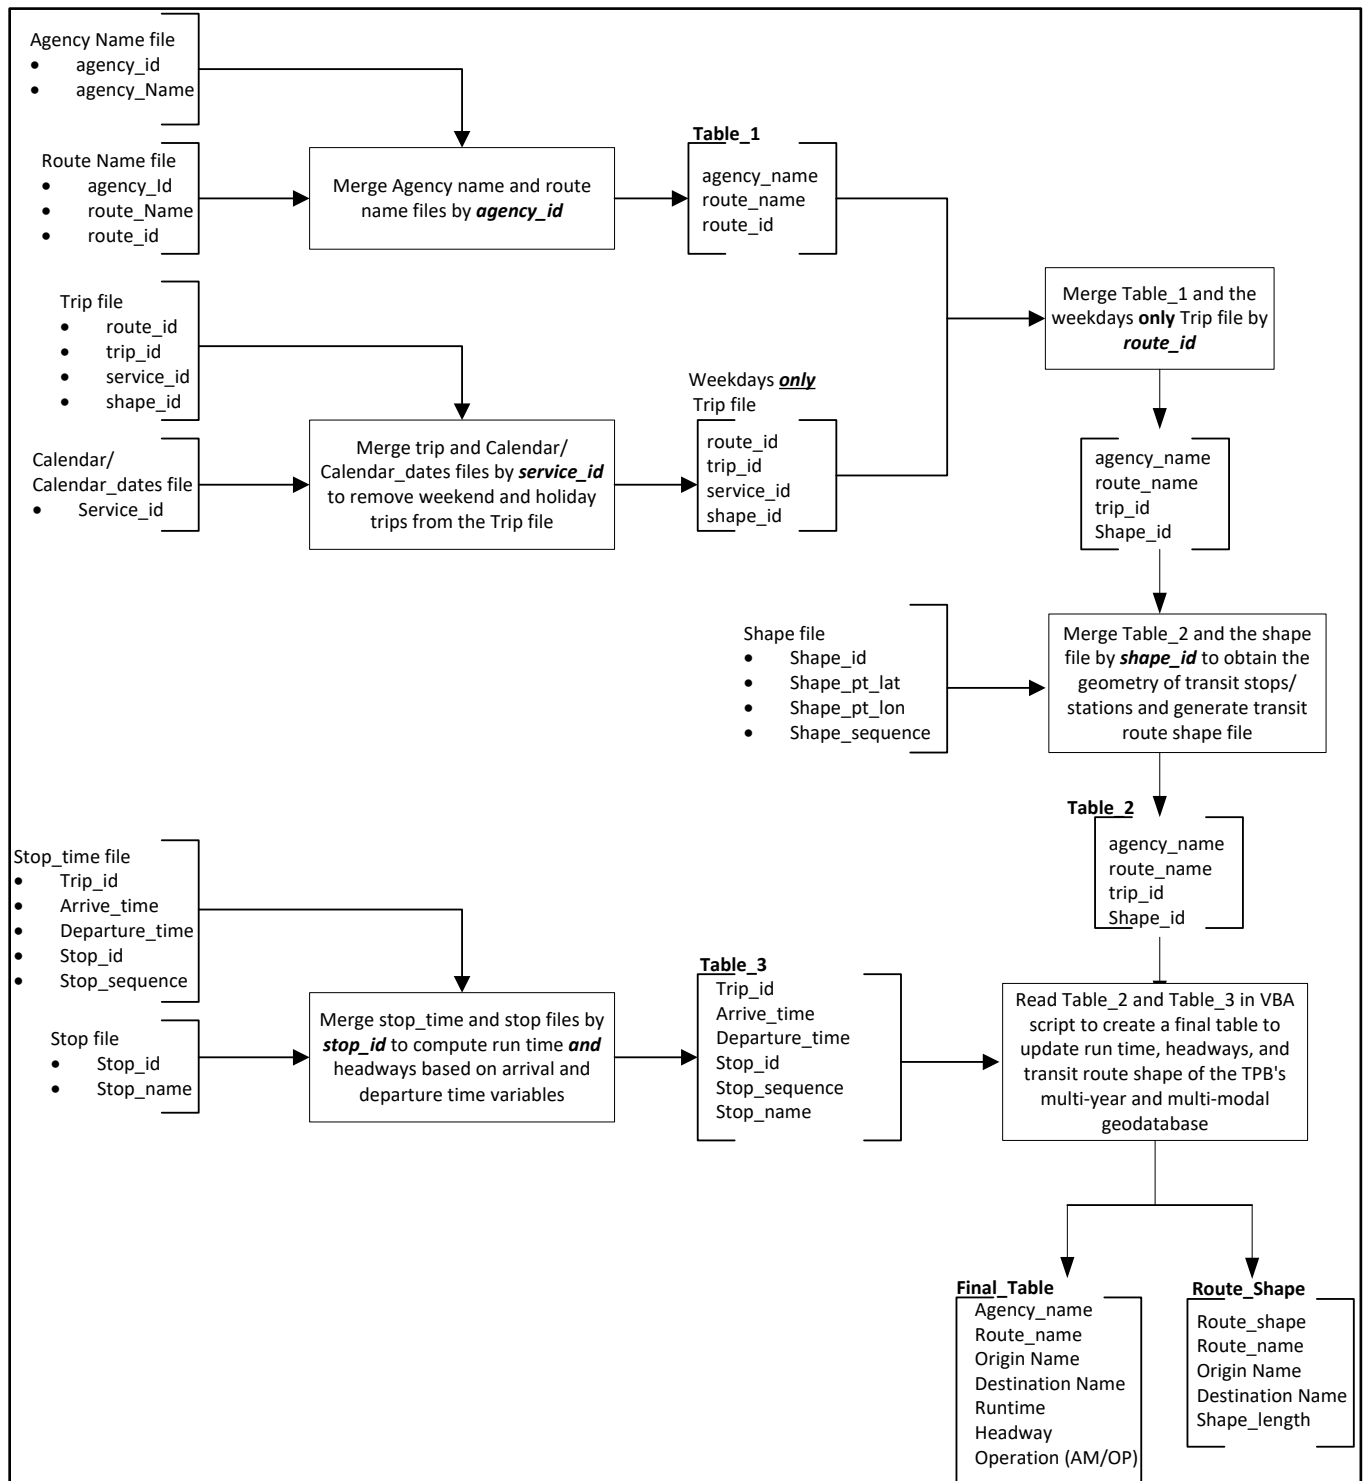 Agency Name file
• agency_id
• agency_Name
Route Name file
• agency_Id
• route_Name
• route_id
Merge Agency name and route
name files by agency_id
Table_1
agency_name
route_name
route_id
Trip file
• route_id
• trip_id
• service_id
• shape_id
Calendar/
Calendar_dates file
• Service_id
Merge trip and Calendar/
Calendar_dates files by service_id
to remove weekend and holiday
trips from the Trip file
Weekdays only
Trip file
route_id
trip_id
service_id
shape_id
Merge Table_1 and the
weekdays only Trip file by
route_id
agency_name
route_name
trip_id
Shape_id
Shape file
• Shape_id
• Shape_pt_lat
• Shape_pt_lon
• Shape_sequence
Merge Table_2 and the shape
file by shape_id to obtain the
geometry of transit stops/
stations and generate transit
route shape file
Table_2
agency_name
route_name
trip_id
Shape_id
Stop_time file
• Trip_id
• Arrive_time
• Departure_time
• Stop_id
• Stop_sequence
Stop file
• Stop_id
• Stop_name
Merge stop_time and stop files by
stop_id to compute run time and
headways based on arrival and
departure time variables
Table_3
Trip_id
Arrive_time
Departure_time
Stop_id
Stop_sequence
Stop_name
Read Table_2 and Table_3 in VBA
script to create a final table to
update run time, headways, and
transit route shape of the TPB's
multi-year and multi-modal
geodatabase
Final_Table
Agency_name
Route_name
Origin Name
Destination Name
Runtime
Headway
Operation (AM/OP)
Route_Shape
Route_shape
Route_name
Origin Name
Destination Name
Shape_length